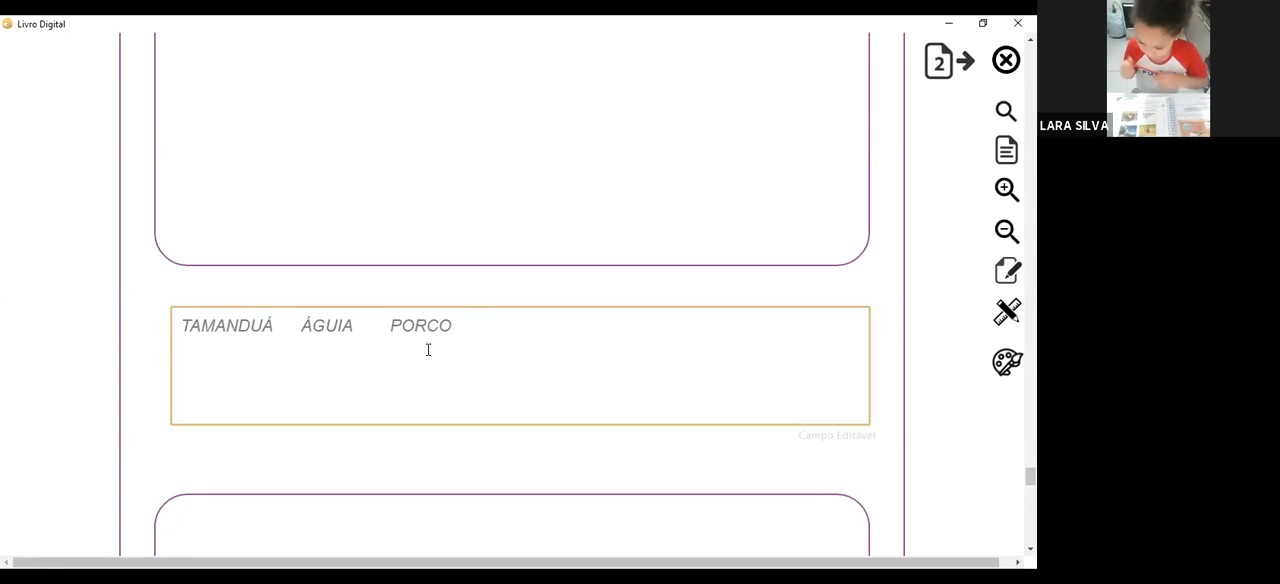 Livro Digital
2
LARA SILVA
TAMANDUÁ ÁGUIA PORCO
Campo Editável